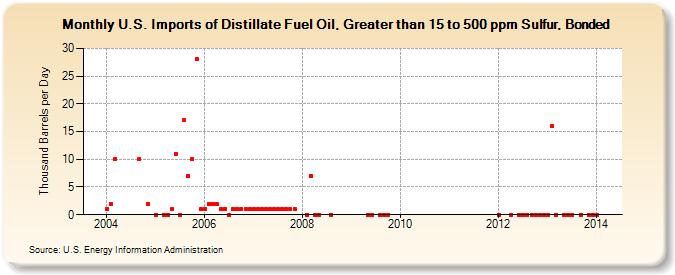 Monthly U.S. Imports of Distillate Fuel Oil, Greater than 15 to 500 ppm Sulfur, Bonded
Thousand Barrels per Day
30
25
20
15
10
5
0
2004 2006 2008 2010 2012 2014
Source: U.S. Energy Information Administration